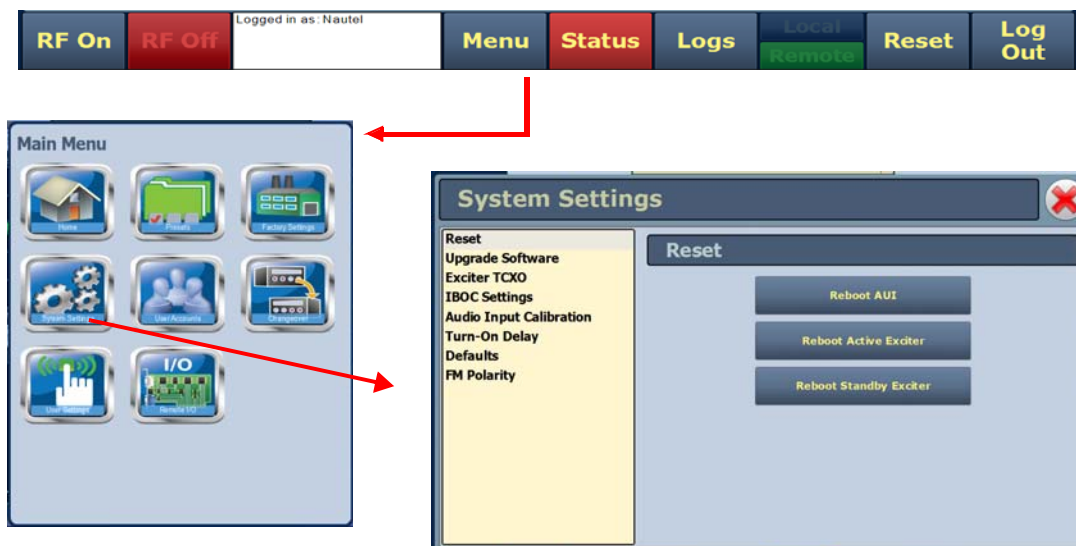 RF On
RF Off
Logged in as: Nautel
Menu
Status
Logs
Local
Remote
Reset
Log
Out
Main Menu
Home
Presets
Factory Settings
System Settings
User Accounts
Changeover
User Settings
I/O
Remote I/O
System Settings
Reset
Upgrade Software
Exciter TCXO
IBOC Settings
Audio Input Calibration
Turn-On Delay
Defaults
FM Polarity
Reset
Reboot AUI
Reboot Active Exciter
Reboot Standby Exciter